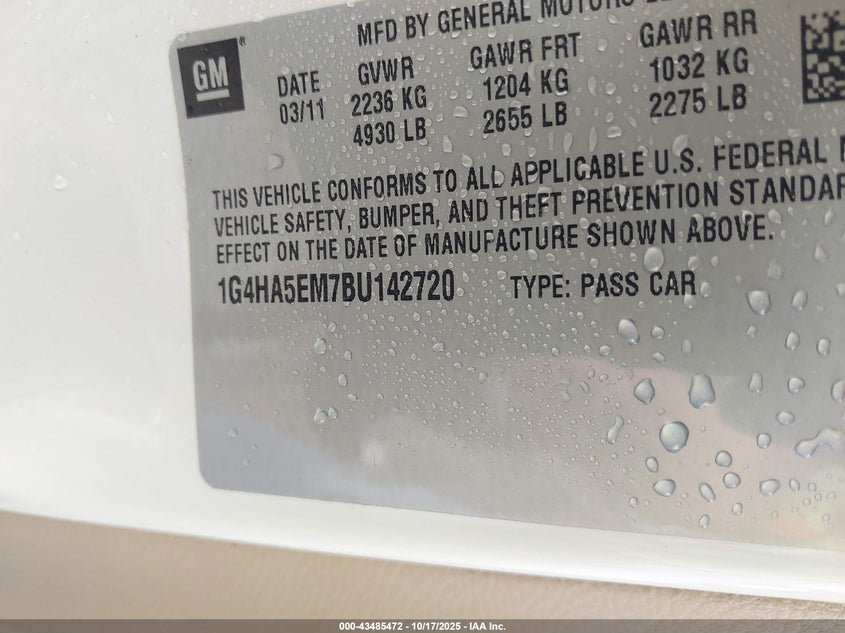 MFD BY GENERAL MOTORS
GM ®
DATE GVWR GAWR FRT GAWR RR
03/11 2236 KG 1204 KG 1032 KG
4930 LB 2655 LB 2275 LB
THIS VEHICLE CONFORMS TO ALL APPLICABLE U.S. FEDERAL
VEHICLE SAFETY, BUMPER, AND THEFT PREVENTION STANDAR
EFFECT ON THE DATE OF MANUFACTURE SHOWN ABOVE.
1G4HA5EM7BU142720 TYPE: PASS CAR
000-43485472 - 10/17/2025 - IAA Inc.